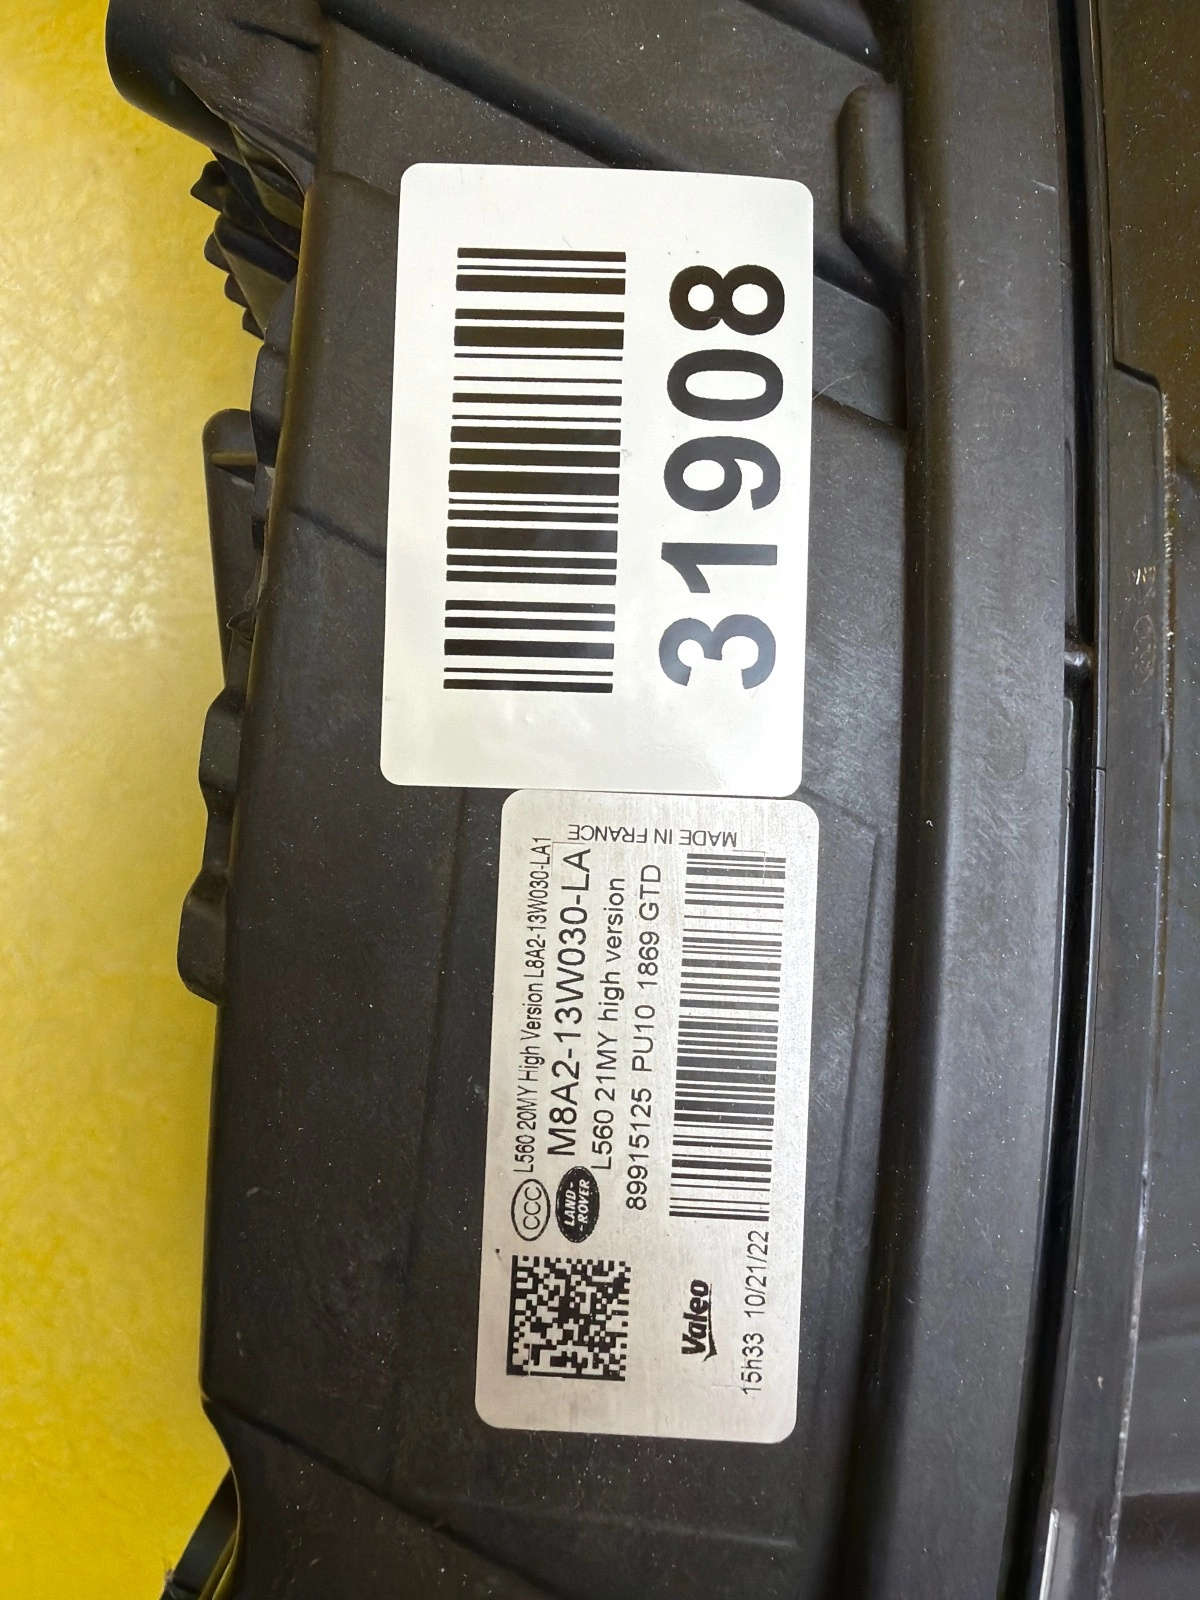 31908
CCC
L560 20MY High Version L8A2-13W030-LA1
LAND-
-ROVER
M8A2-13W030-LA
L560 21MY high version
89915125 PU10 1869 GTD
MADE IN FRANCE
Valeo
15h33 10/21/22